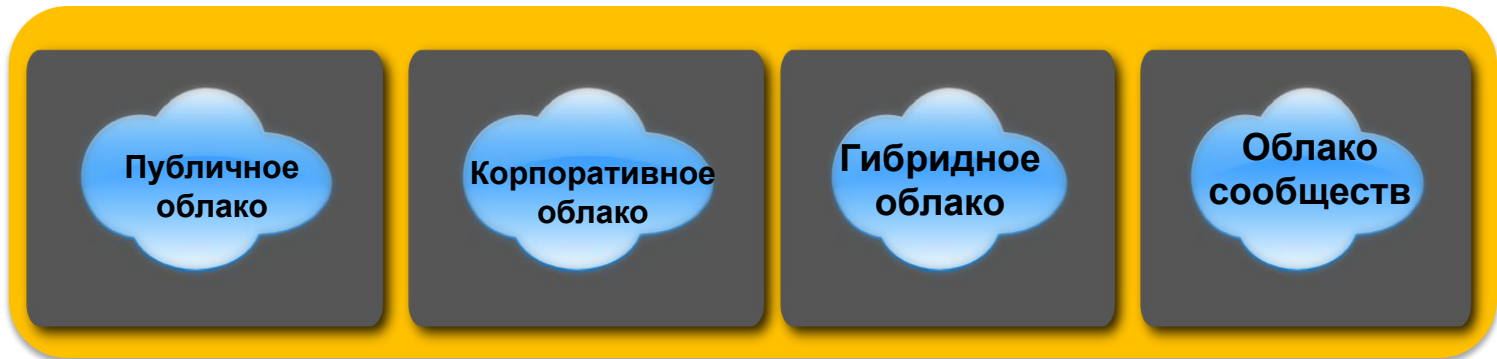 Публичное
облако
Корпоративное
облако
Гибридное
облако
Облако
сообществ